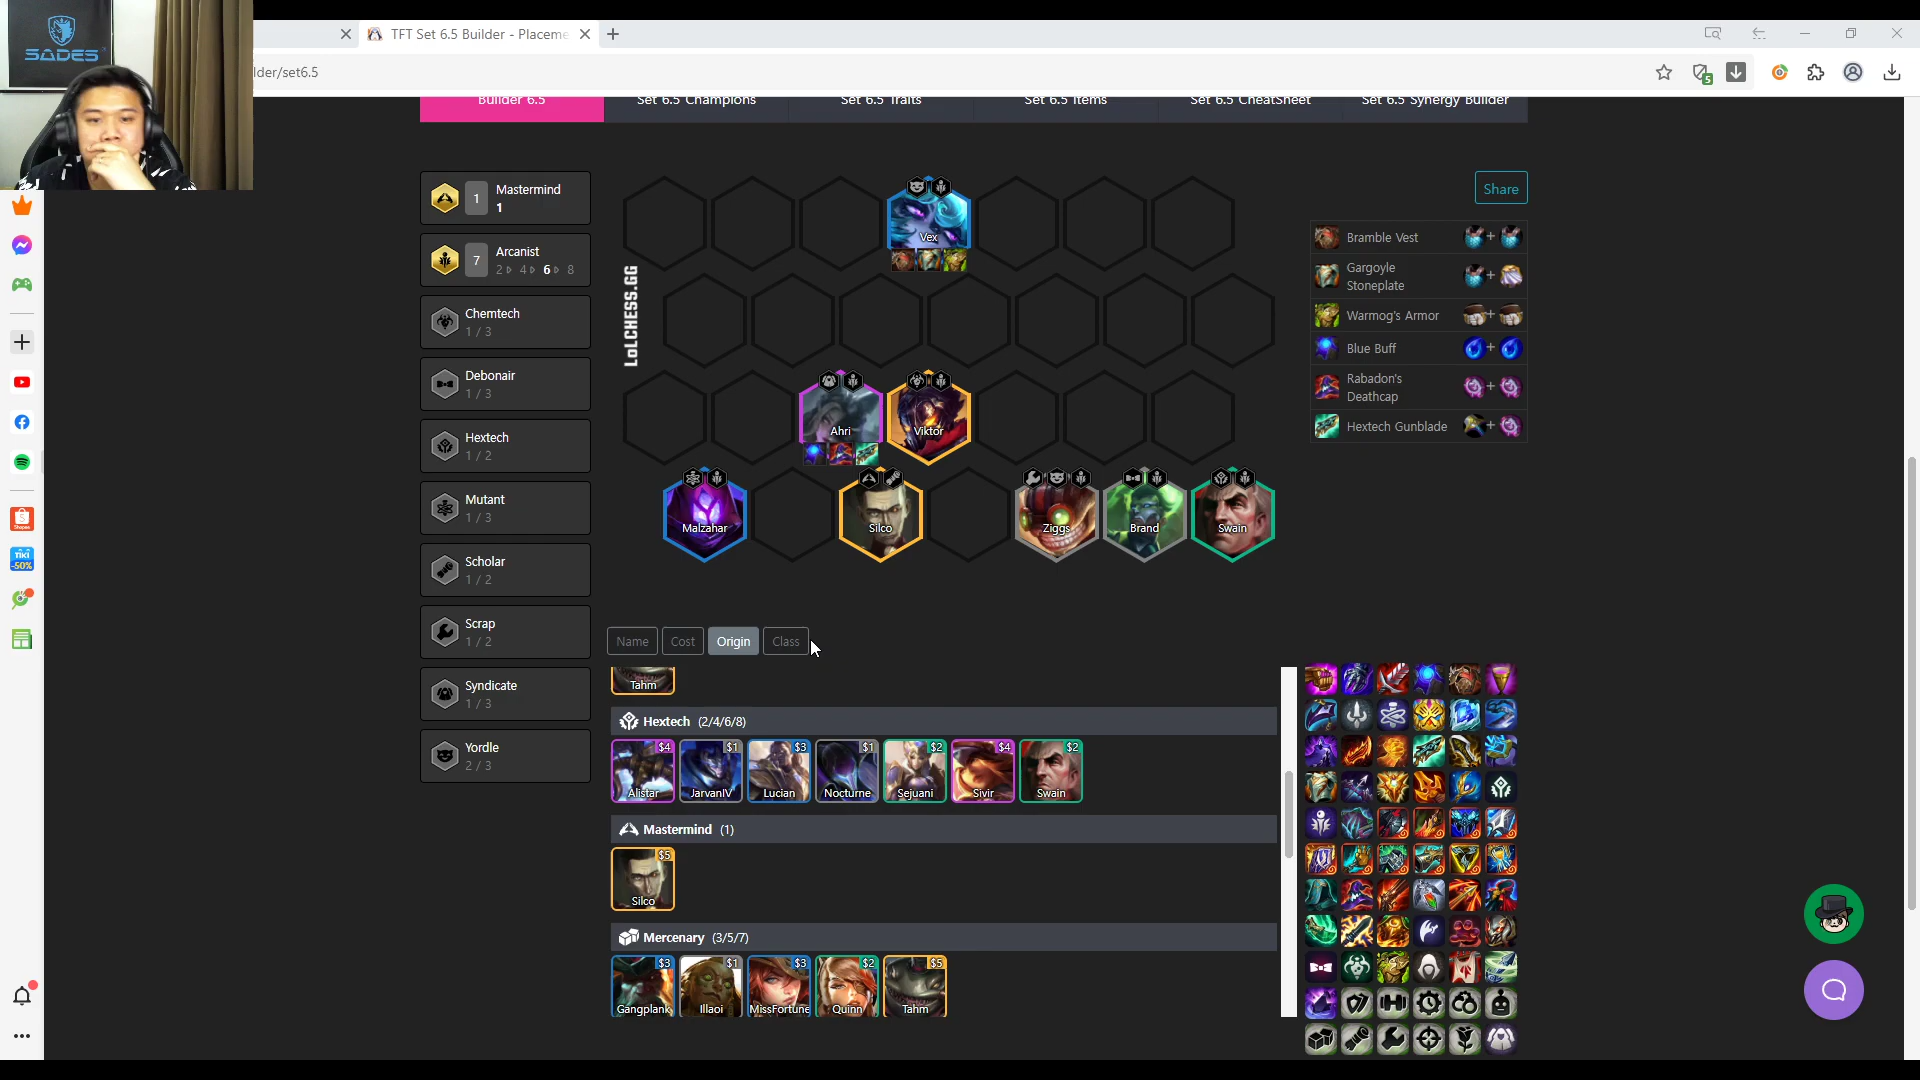 SADES
TFT Set 6.5 Builder - Placeme
lder/set6.5
5
Builder 6.5
Set 6.5 Champions
Set 6.5 Traits
Set 6.5 Items
Set 6.5 CheatSheet
Set 6.5 Synergy Builder
Share
1
Mastermind
1
7
Arcanist
2 4 6 8
Chemtech
1 / 3
Debonair
1 / 3
Hextech
1 / 2
Mutant
1 / 3
Scholar
1 / 2
Scrap
1 / 2
Syndicate
1 / 3
Yordle
2 / 3
LoLCHESS.GG
Vex
Ahri
Viktor
Malzahar
Silco
Ziggs
Brand
Swain
Bramble Vest
+
Gargoyle
Stoneplate
+
Warmog's Armor
+
Blue Buff
+
Rabadon's
Deathcap
+
Hextech Gunblade
+
Name
Cost
Origin
Class
Tahm
Hextech (2/4/6/8)
$4
Alistar
$1
JarvanIV
$3
Lucian
$1
Nocturne
$2
Sejuani
$4
Sivir
$2
Swain
Mastermind (1)
$5
Silco
Mercenary (3/5/7)
$3
Gangplank
$1
Illaoi
$3
MissFortune
$2
Quinn
$5
Tahm
Shopee
TIKI
-50%